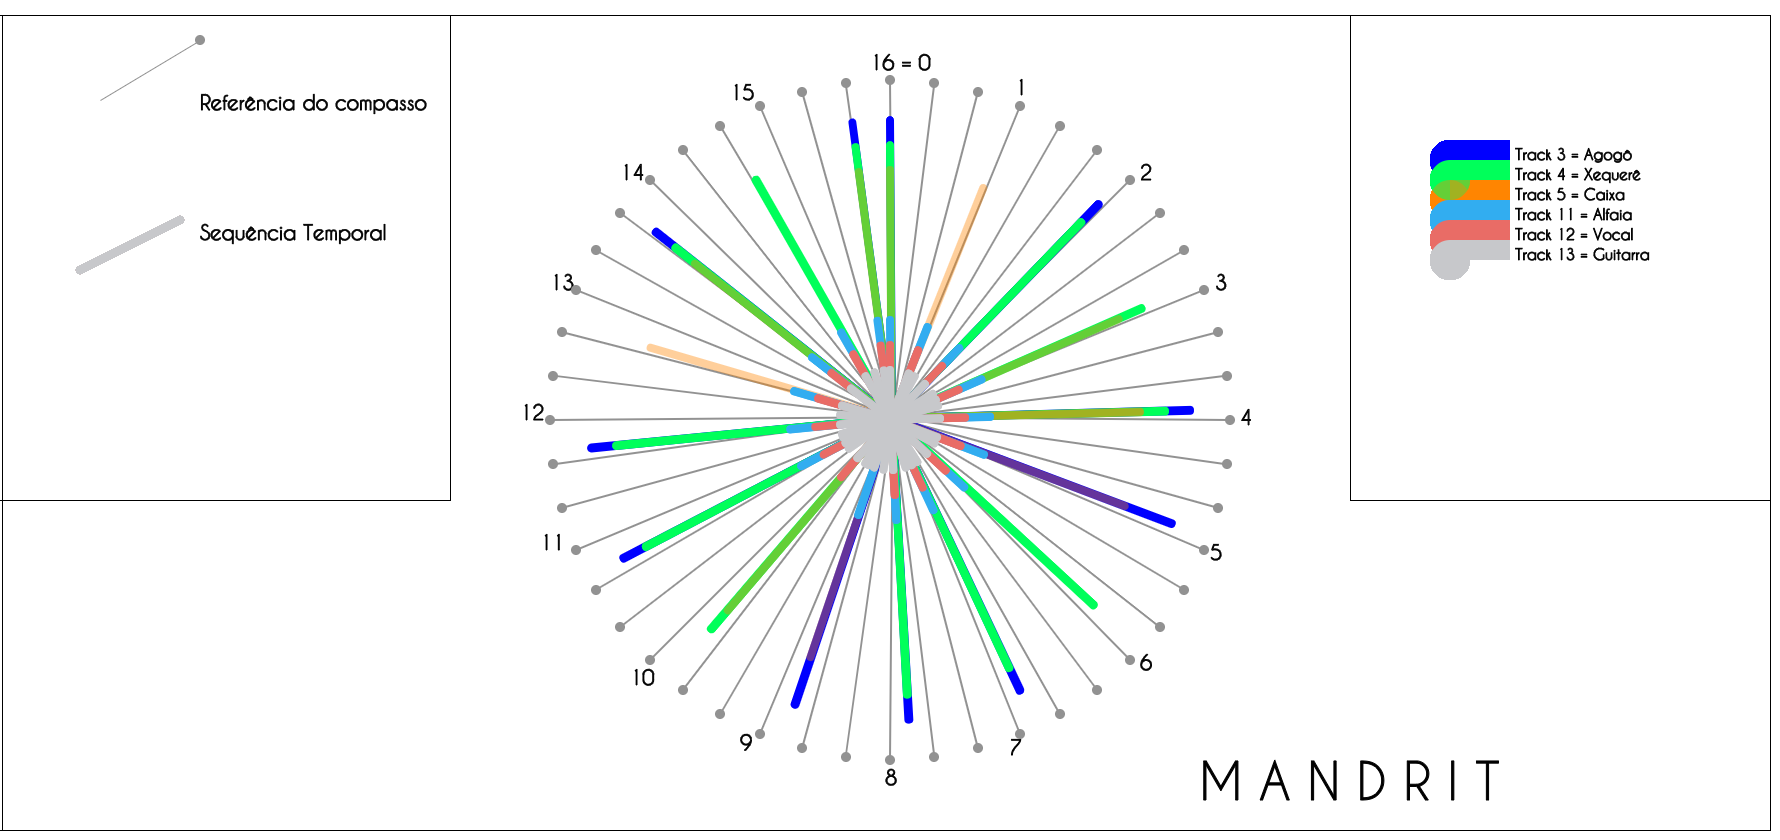 Referência do compasso
Sequência Temporal
16 = 0
1
2
3
4
5
6
7
8
9
10
11
12
13
14
15
Track 3 = Agogô
Track 4 = Xequerê
Track 5 = Caixa
Track 11 = Alfaia
Track 12 = Vocal
Track 13 = Guitarra
MANDRIT